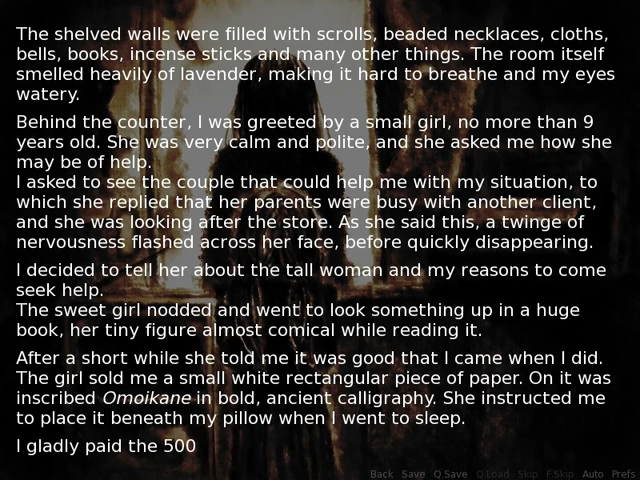 The shelved walls were filled with scrolls, beaded necklaces, cloths,
bells, books, incense sticks and many other things. The room itself
smelled heavily of lavender, making it hard to breathe and my eyes
watery.
Behind the counter, I was greeted by a small girl, no more than 9
years old. She was very calm and polite, and she asked me how she
may be of help.
I asked to see the couple that could help me with my situation, to
which she replied that her parents were busy with another client,
and she was looking after the store. As she said this, a twinge of
nervousness flashed across her face, before quickly disappearing.
I decided to tell her about the tall woman and my reasons to come
seek help.
The sweet girl nodded and went to look something up in a huge
book, her tiny figure almost comical while reading it.
After a short while she told me it was good that I came when I did.
The girl sold me a small white rectangular piece of paper. On it was
inscribed Omoikane in bold, ancient calligraphy. She instructed me
to place it beneath my pillow when I went to sleep.
I gladly paid the 500
Back Save Q.Save Q.Load Skip F.Skip Auto Prefs